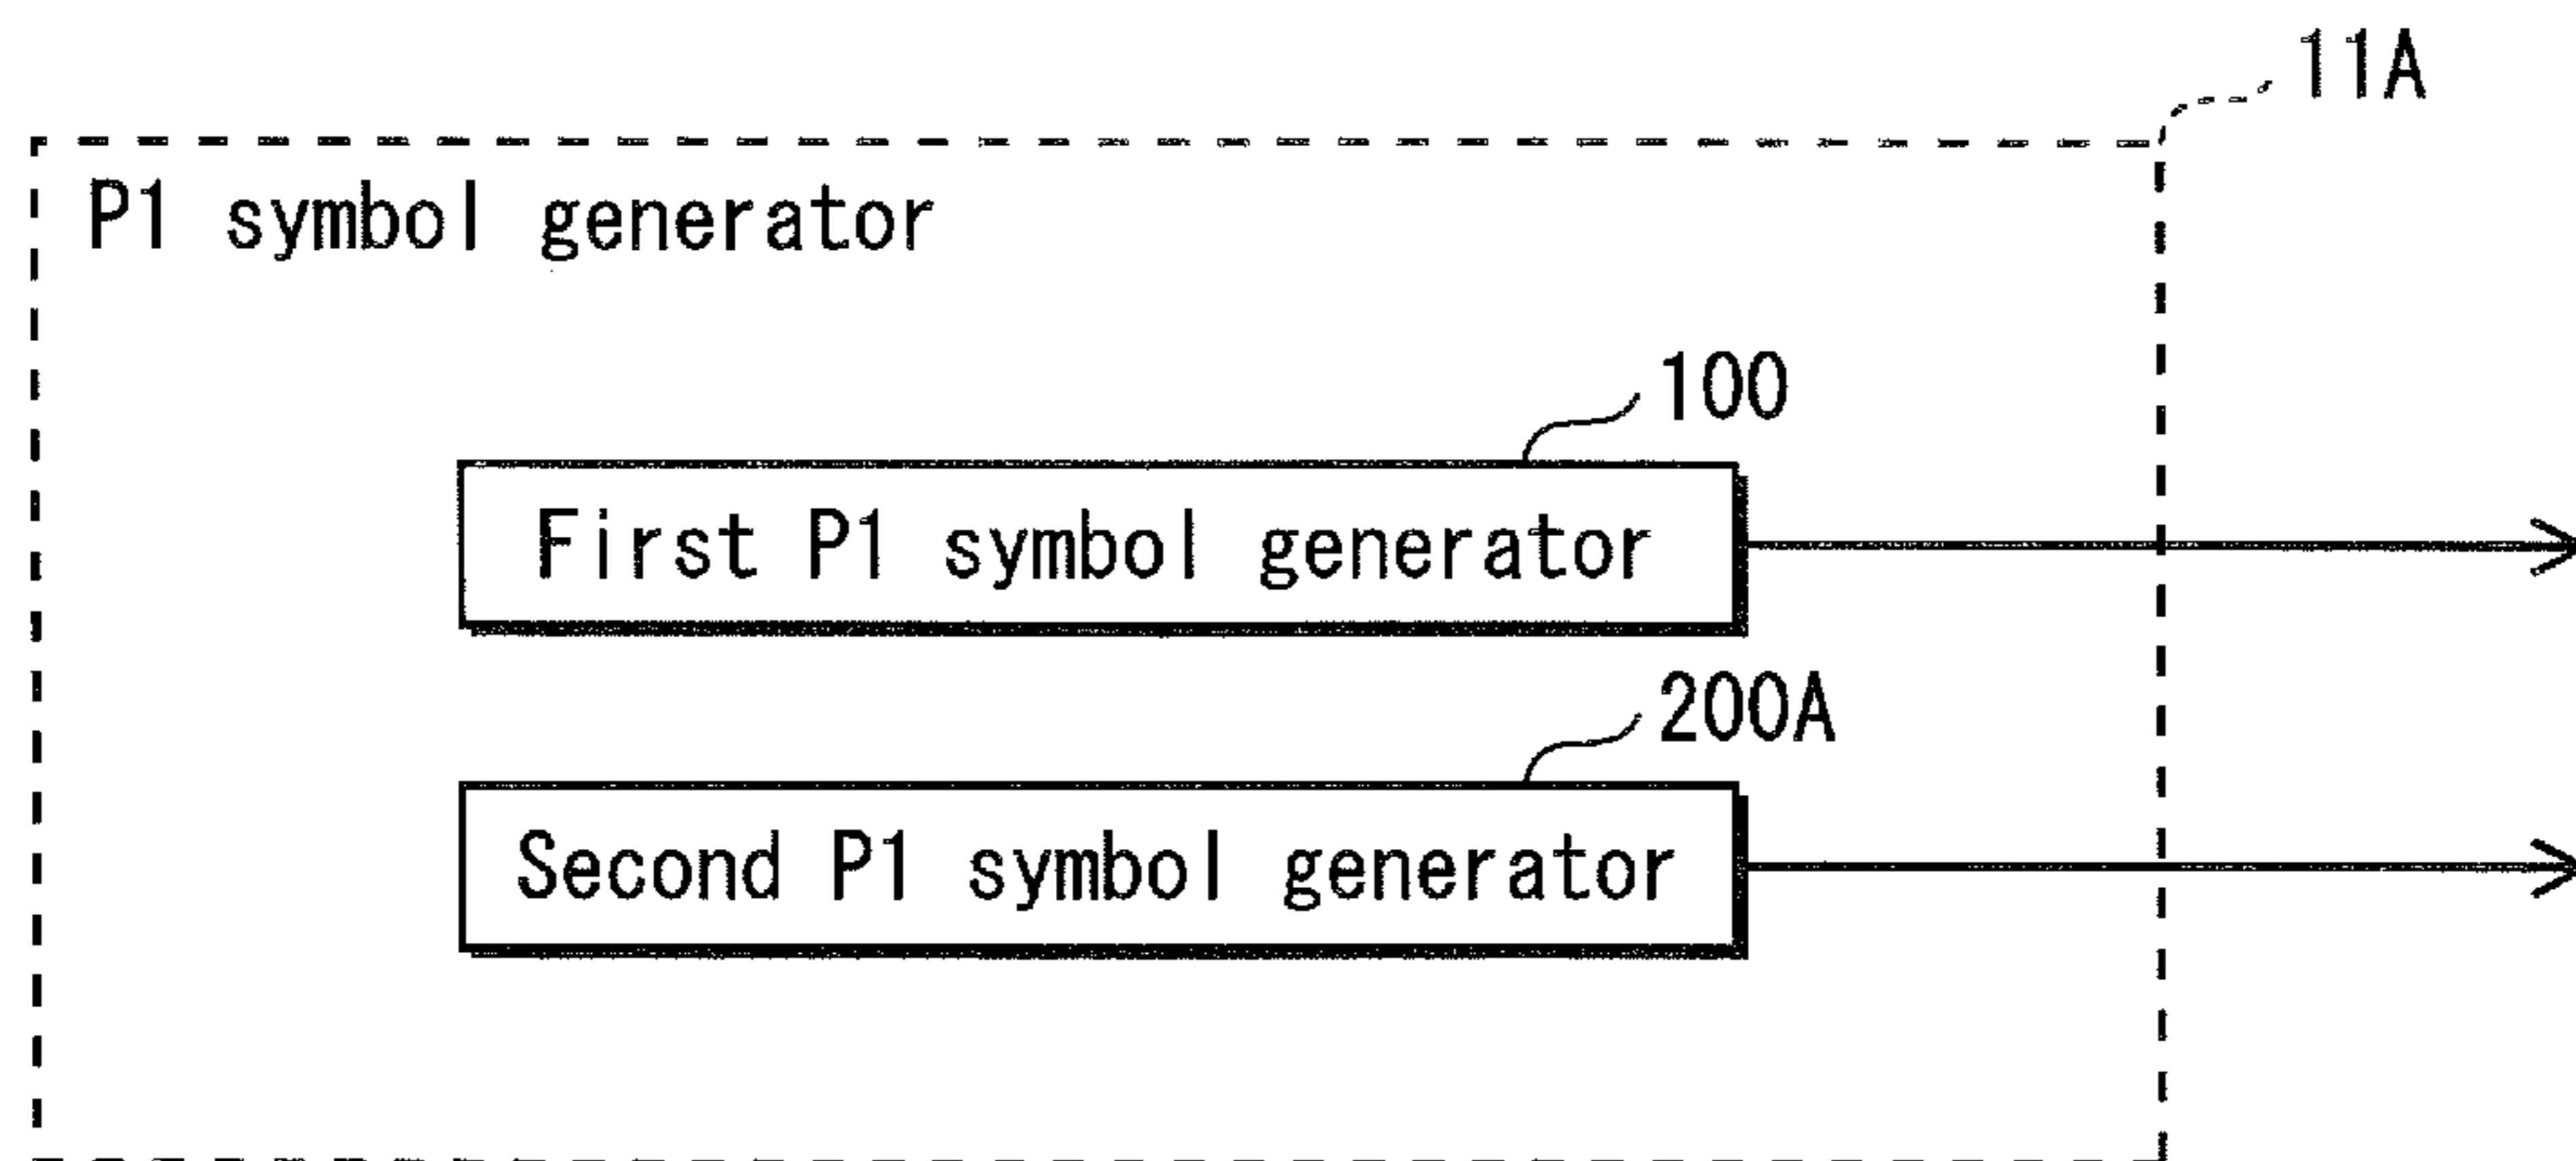 11A
P1 symbol generator
100
First P1 symbol generator
200A
Second P1 symbol generator